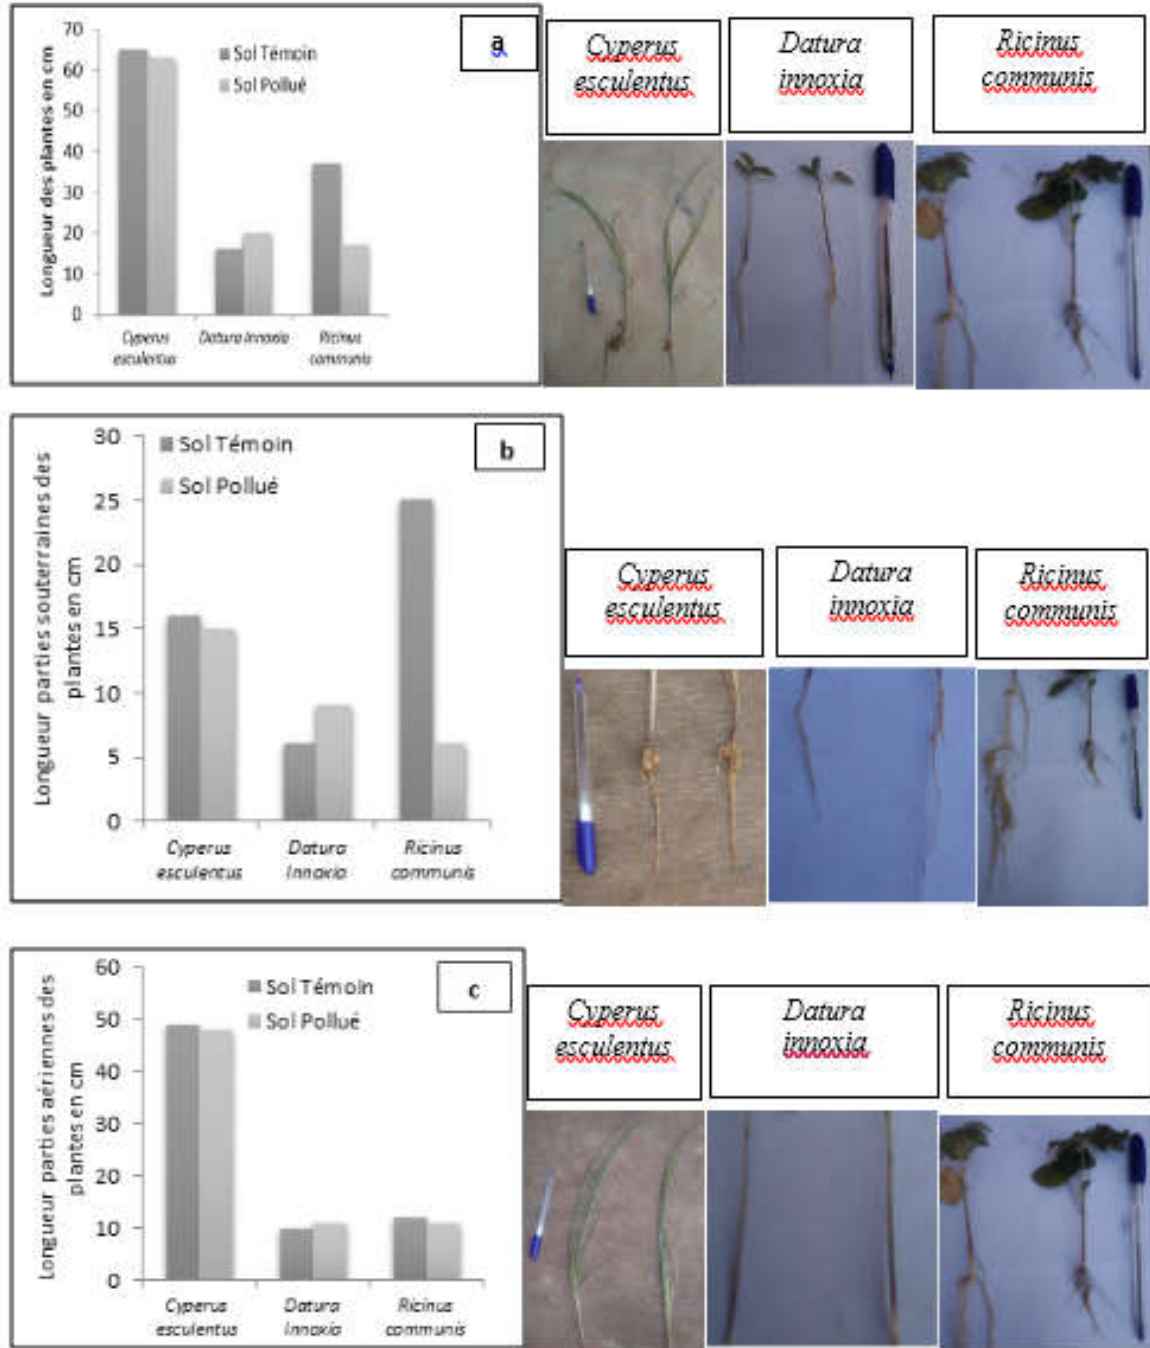 70
60
50
40
30
20
10
0
Longueur des plantes en cm
Sol Témoin
Sol Pollué
a
Cyperus
esculentus
Datura Innoxia
Ricinus
communis
Cyperus
esculentus
Datura
innoxia
Ricinus
communis
30
25
20
15
10
5
0
Longueur parties souterraines des
plantes en cm
Sol Témoin
Sol Pollué
b
Cyperus
esculentus
Datura
Innoxia
Ricinus
communis
Cyperus
esculentus
Datura
innoxia
Ricinus
communis
60
50
40
30
20
10
0
Longueur parties aériennes des
plantes en cm
Sol Témoin
Sol Pollué
c
Cyperus
esculentus
Datura
Innoxia
Ricinus
communis
Cyperus
esculentus
Datura
innoxia
Ricinus
communis